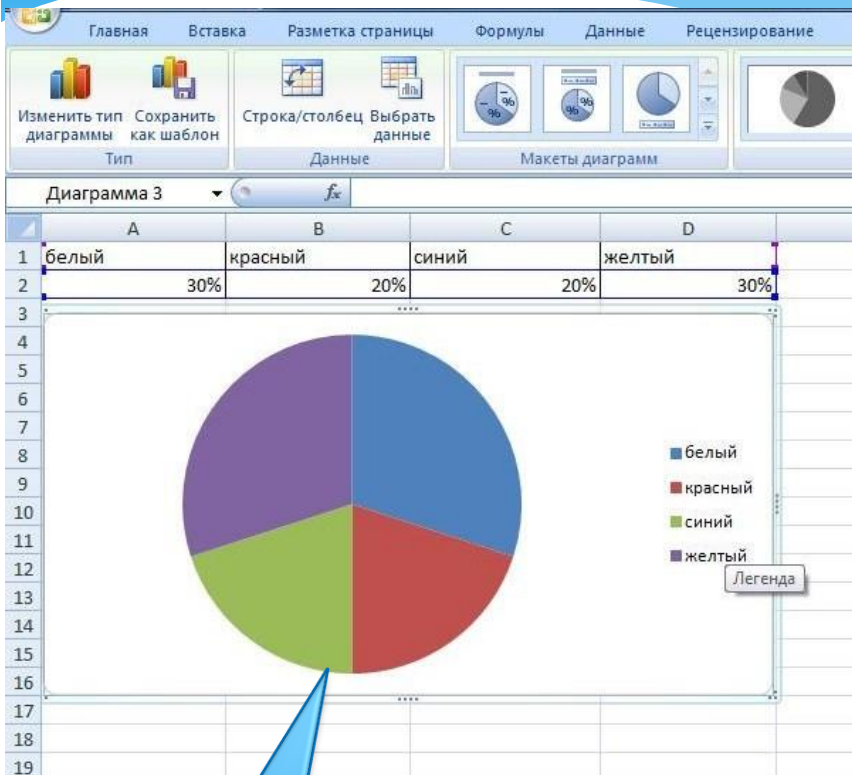 Главная Вставка Разметка страницы Формулы Данные Рецензирование
Изменить тип диаграммы
Сохранить как шаблон
Строка/столбец
Выбрать данные
Тип
Данные
Макеты диаграмм
Диаграмма 3 fx
A B C D
1 белый красный синий желтый
2 30% 20% 20% 30%
3
4
5
6
7
8
9
10
11
12
13
14
15
16
17
18
19
белый
красный
синий
желтый
Легенда